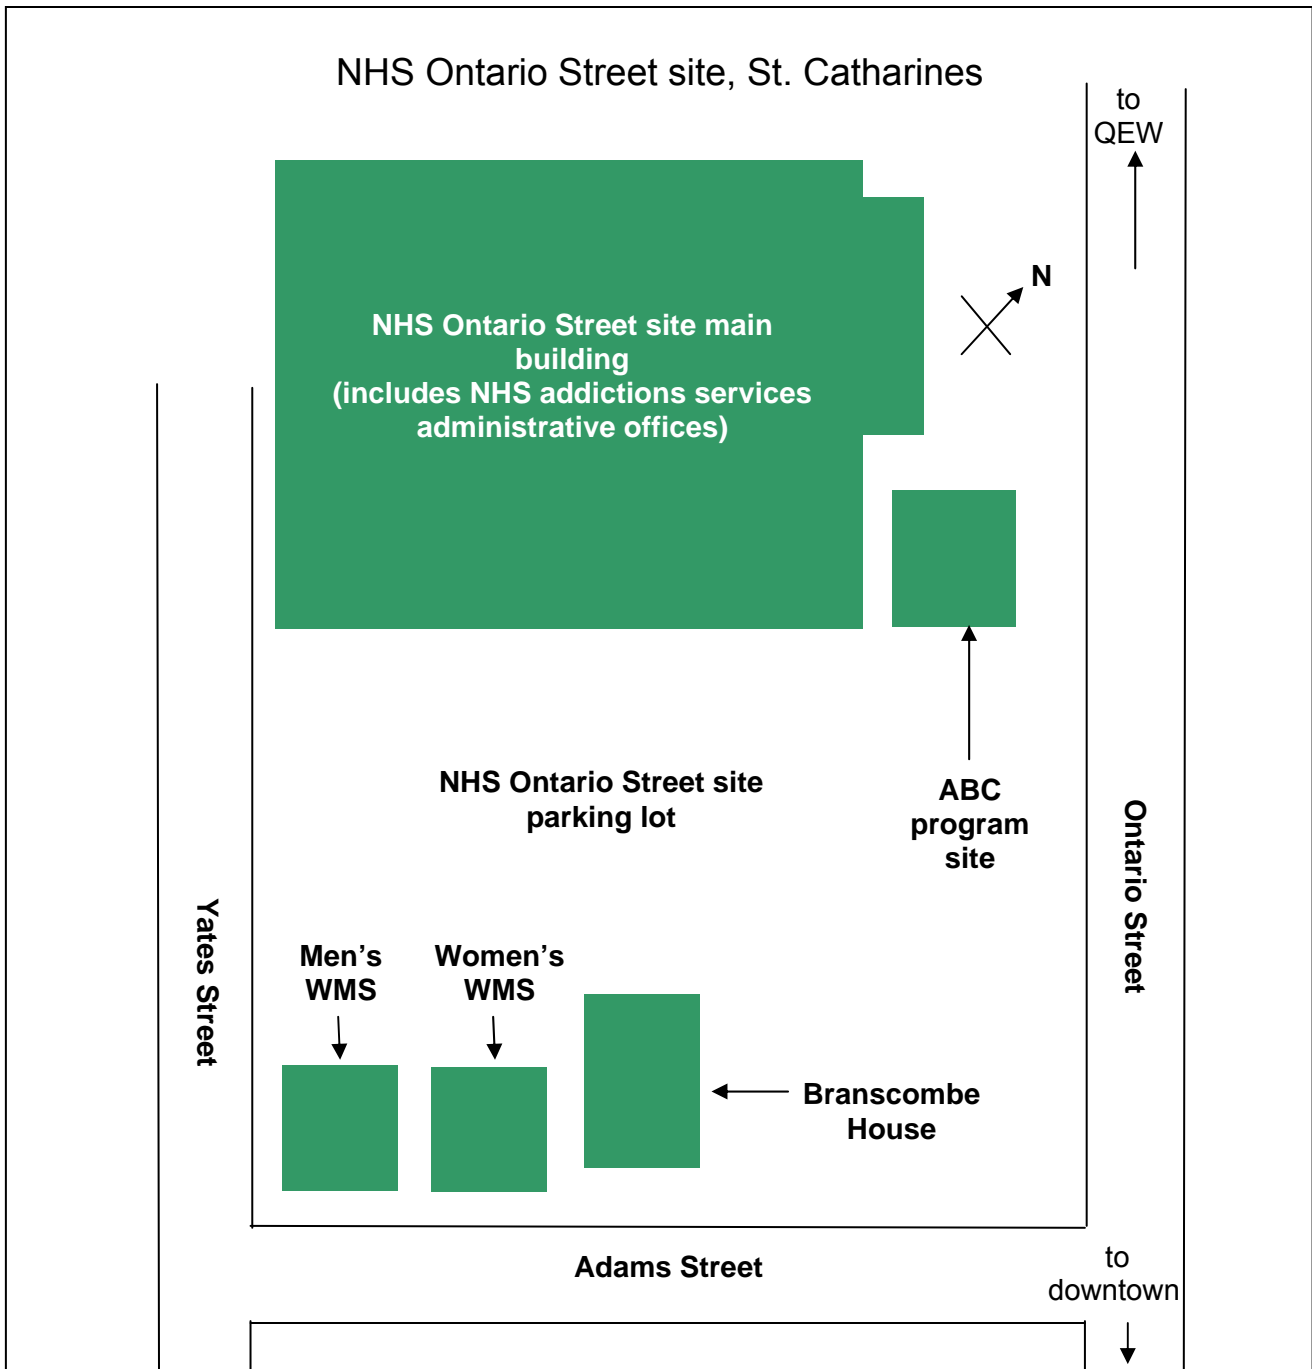 NHS Ontario Street site, St. Catharines
to
QEW
N
NHS Ontario Street site main
building
(includes NHS addictions services
administrative offices)
NHS Ontario Street site
parking lot
ABC
program
site
Ontario Street
Yates Street
Men’s
WMS
Women’s
WMS
Branscombe
House
Adams Street
to
downtown